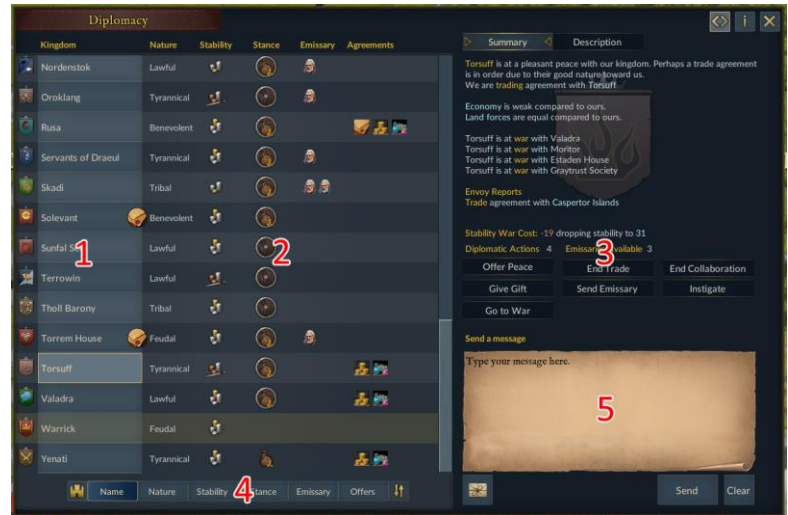 Diplomacy
Kingdom Nature Stability Stance Emissary Agreements
Nordenstok Lawful
Oroklang Tyrannical
Rusa Benevolent
Servants of Draeul Tyrannical
Skadi Tribal
Solevant Benevolent
1 Sunfal Lawful 2
Terrowin Lawful
Tholl Barony Tribal
Torrem House Feudal
Torsuff Tyrannical
Valadra Lawful
Warrick Feudal
Yenati Tyrannical
Name Nature Stability 4 Stance Emissary Offers
i
Summary Description
Torsuff is at a pleasant peace with our kingdom. Perhaps a trade agreement
is in order due to their good nature toward us.
We are trading agreement with Torsuff
Economy is weak compared to ours.
Land forces are equal compared to ours.
Torsuff is at war with Valadra
Torsuff is at war with Moritor
Torsuff is at war with Estaden House
Torsuff is at war with Graytrust Society
Envoy Reports
Trade agreement with Caspertor Islands
Stability War Cost: -19 dropping stability to 31
Diplomatic Actions 4 Emissaries Available 3
3
Offer Peace End Trade End Collaboration
Give Gift Send Emissary Instigate
Go to War
Send a message
Type your message here.
5
Send Clear